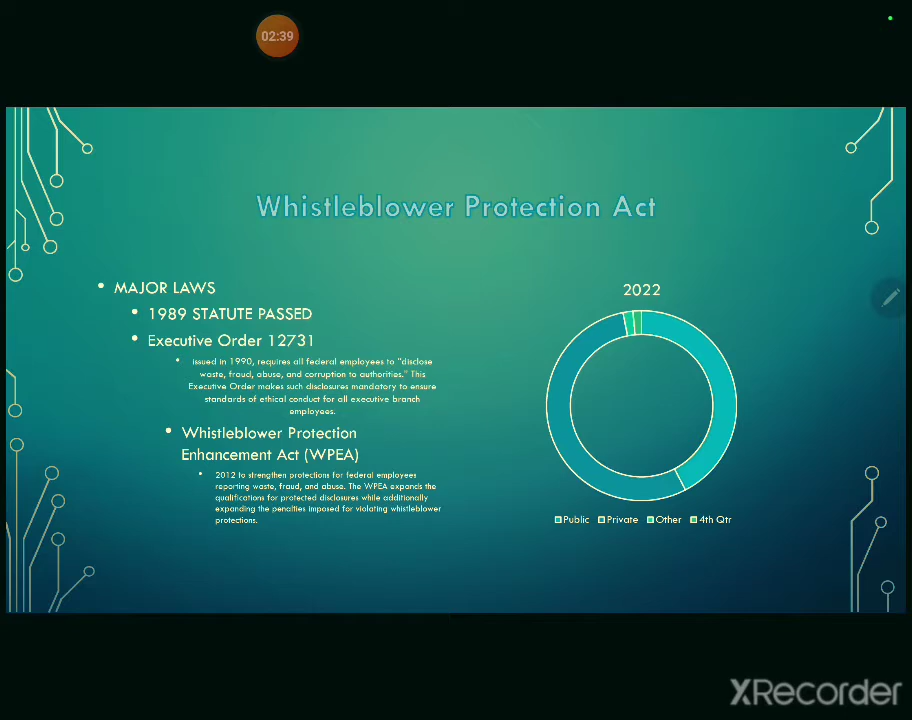 02:39
Whistleblower Protection Act
• MAJOR LAWS
• 1989 STATUTE PASSED
• Executive Order 12731
• issued in 1990, requires all federal employees to "disclose
waste, fraud, abuse, and corruption to authorities." This
Executive Order makes such disclosures mandatory to ensure
standards of ethical conduct for all executive branch
employees.
• Whistleblower Protection
Enhancement Act (WPEA)
• 2012 to strengthen protections for federal employees
reporting waste, fraud, and abuse. The WPEA expands the
qualifications for protected disclosures while additionally
expanding the penalties imposed for violating whistleblower
protections.
2022
Public Private Other 4th Qtr
XRecorder